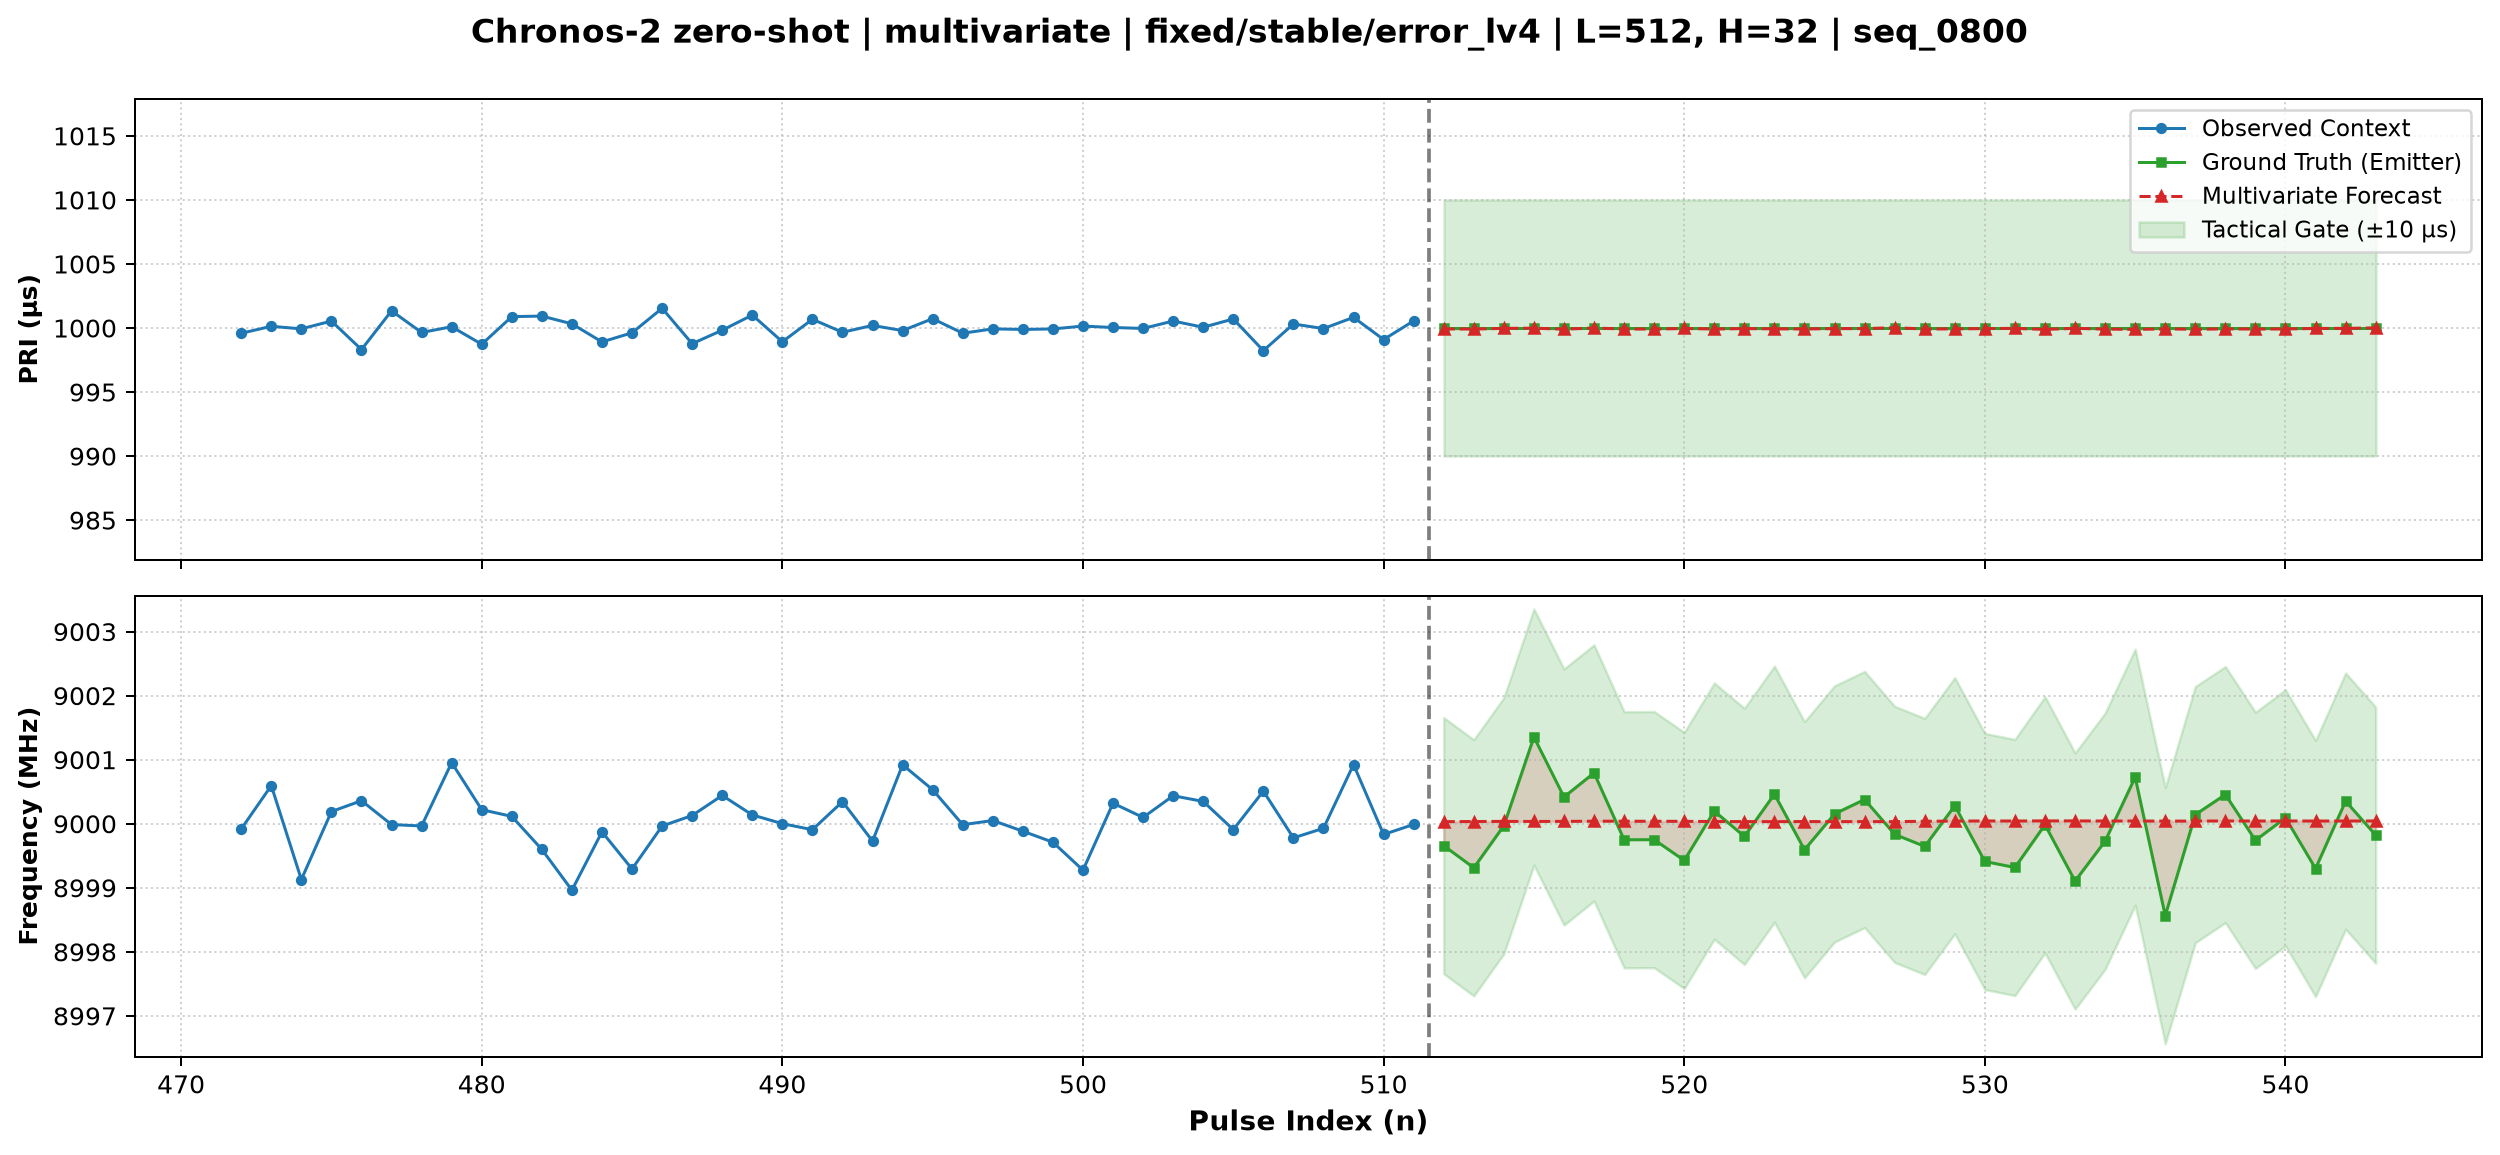 Chronos-2 zero-shot | multivariate | fixed/stable/error_lv4 | L=512, H=32 | seq_0800
1015
1010
1005
1000
995
990
985
PRI (µs)
Observed Context
Ground Truth (Emitter)
Multivariate Forecast
Tactical Gate (±10 µs)
9003
9002
9001
9000
8999
8998
8997
Frequency (MHz)
470
480
490
500
510
520
530
540
Pulse Index (n)